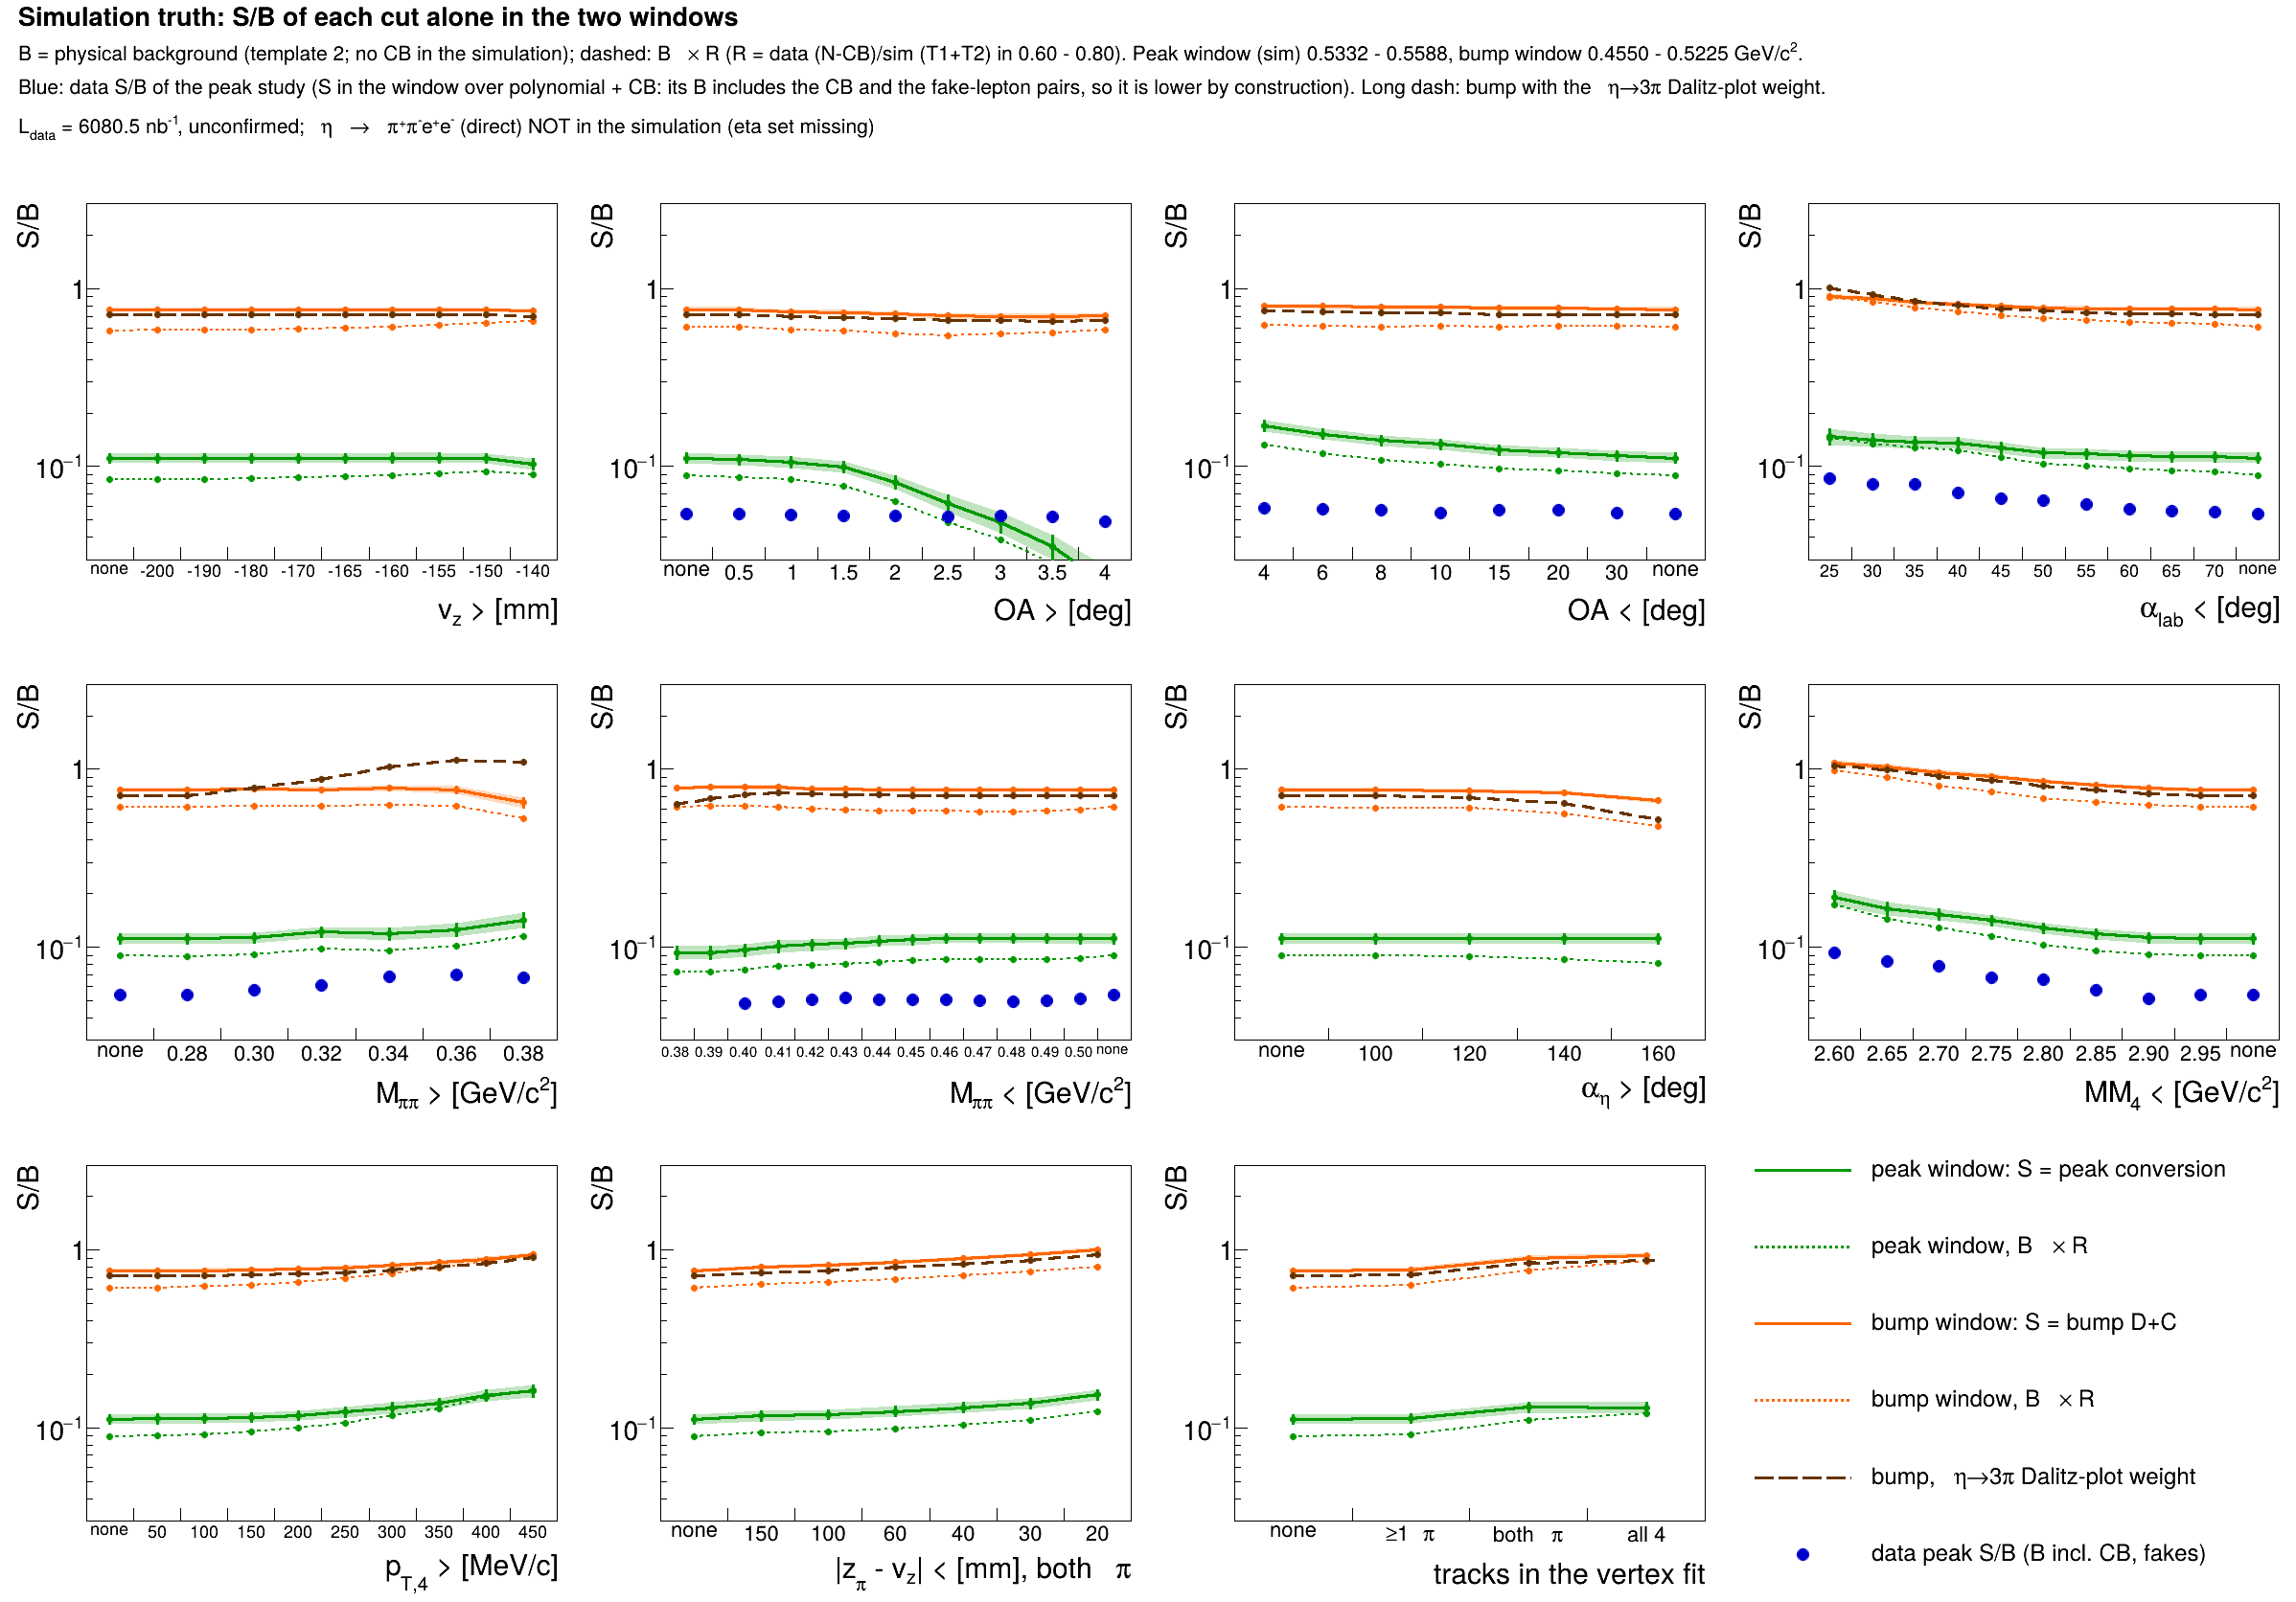 Simulation truth: S/B of each cut alone in the two windows
B = physical background (template 2; no CB in the simulation); dashed: B × R (R = data (N-CB)/sim (T1+T2) in 0.60 - 0.80). Peak window (sim) 0.5332 - 0.5588, bump window 0.4550 - 0.5225 GeV/c².
Blue: data S/B of the peak study (S in the window over polynomial + CB: its B includes the CB and the fake-lepton pairs, so it is lower by construction). Long dash: bump with the η→3π Dalitz-plot weight.
L_data = 6080.5 nb⁻¹, unconfirmed; η → π⁺π⁻e⁺e⁻ (direct) NOT in the simulation (eta set missing)
S/B
1
10⁻¹
none -200 -190 -180 -170 -165 -160 -155 -150 -140
v_z > [mm]
S/B
1
10⁻¹
none 0.5 1 1.5 2 2.5 3 3.5 4
OA > [deg]
S/B
1
10⁻¹
4 6 8 10 15 20 30 none
OA < [deg]
S/B
1
10⁻¹
25 30 35 40 45 50 55 60 65 70 none
α_lab < [deg]
S/B
1
10⁻¹
none 0.28 0.30 0.32 0.34 0.36 0.38
M_ππ > [GeV/c²]
S/B
1
10⁻¹
0.38 0.39 0.40 0.41 0.42 0.43 0.44 0.45 0.46 0.47 0.48 0.49 0.50 none
M_ππ < [GeV/c²]
S/B
1
10⁻¹
none 100 120 140 160
α_η > [deg]
S/B
1
10⁻¹
2.60 2.65 2.70 2.75 2.80 2.85 2.90 2.95 none
MM₄ < [GeV/c²]
S/B
1
10⁻¹
none 50 100 150 200 250 300 350 400 450
p_T,4 > [MeV/c]
S/B
1
10⁻¹
none 150 100 60 40 30 20
|z_π - v_z| < [mm], both π
S/B
1
10⁻¹
none ≥1 π both π all 4
tracks in the vertex fit
peak window: S = peak conversion
peak window, B × R
bump window: S = bump D+C
bump window, B × R
bump, η→3π Dalitz-plot weight
data peak S/B (B incl. CB, fakes)